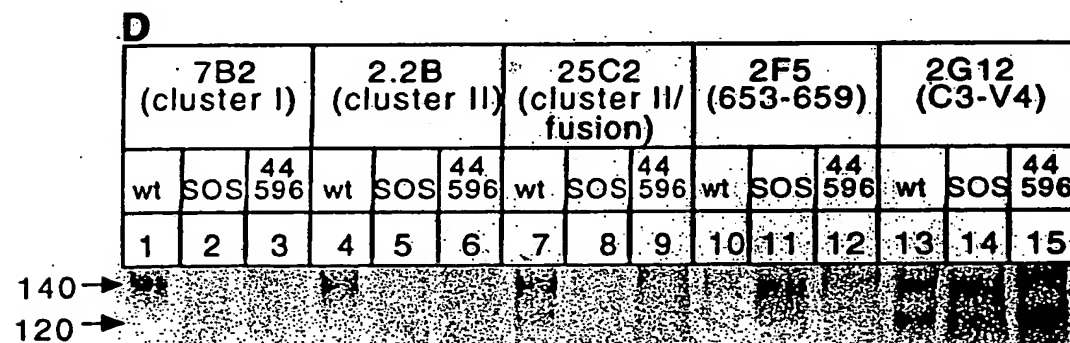 D
7B2 2.2B 25C2 2F5 2G12
(cluster I) (cluster II) (cluster II/ (653-659) (C3-V4)
fusion)
wt SOS 44 596 wt SOS 44 596 wt SOS 44 596 wt SOS 44 596 wt SOS 44 596
1 2 3 4 5 6 7 8 9 10 11 12 13 14 15
140
120